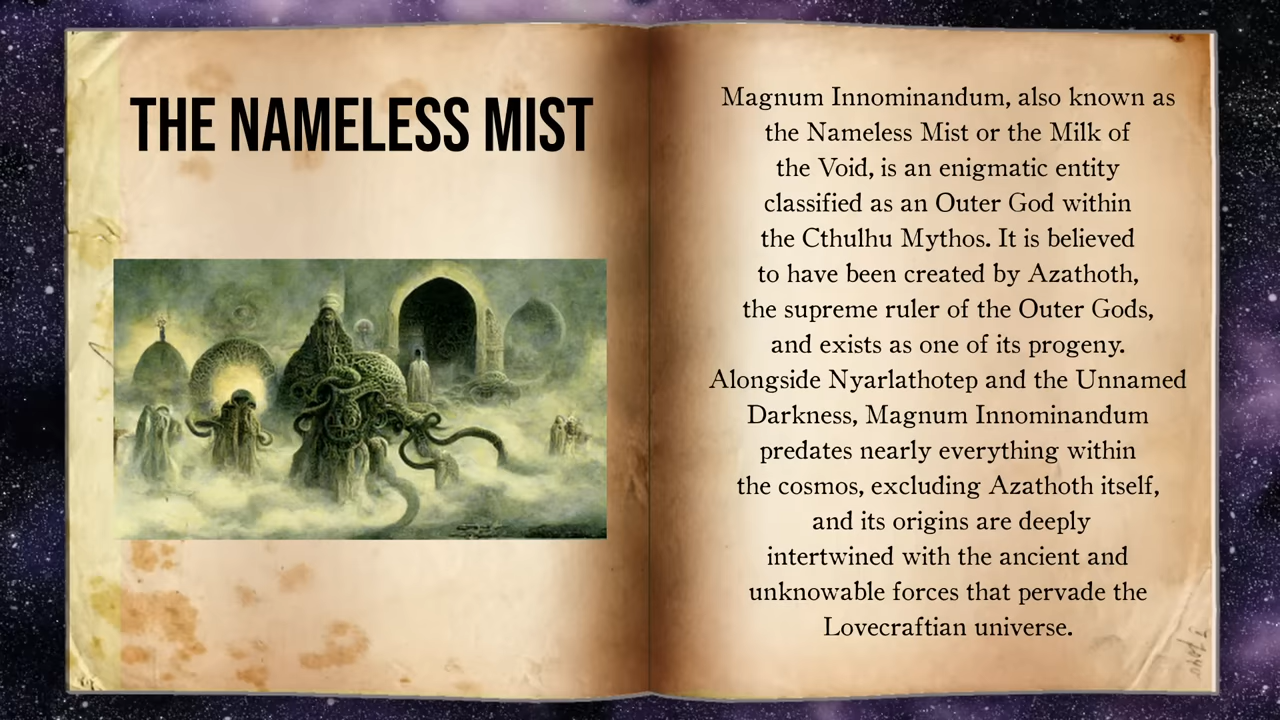 THE NAMELESS MIST
Magnum Innominandum, also known as
the Nameless Mist or the Milk of
the Void, is an enigmatic entity
classified as an Outer God within
the Cthulhu Mythos. It is believed
to have been created by Azathoth,
the supreme ruler of the Outer Gods,
and exists as one of its progeny.
Alongside Nyarlathotep and the Unnamed
Darkness, Magnum Innominandum
predates nearly everything within
the cosmos, excluding Azathoth itself,
and its origins are deeply
intertwined with the ancient and
unknowable forces that pervade the
Lovecraftian universe.